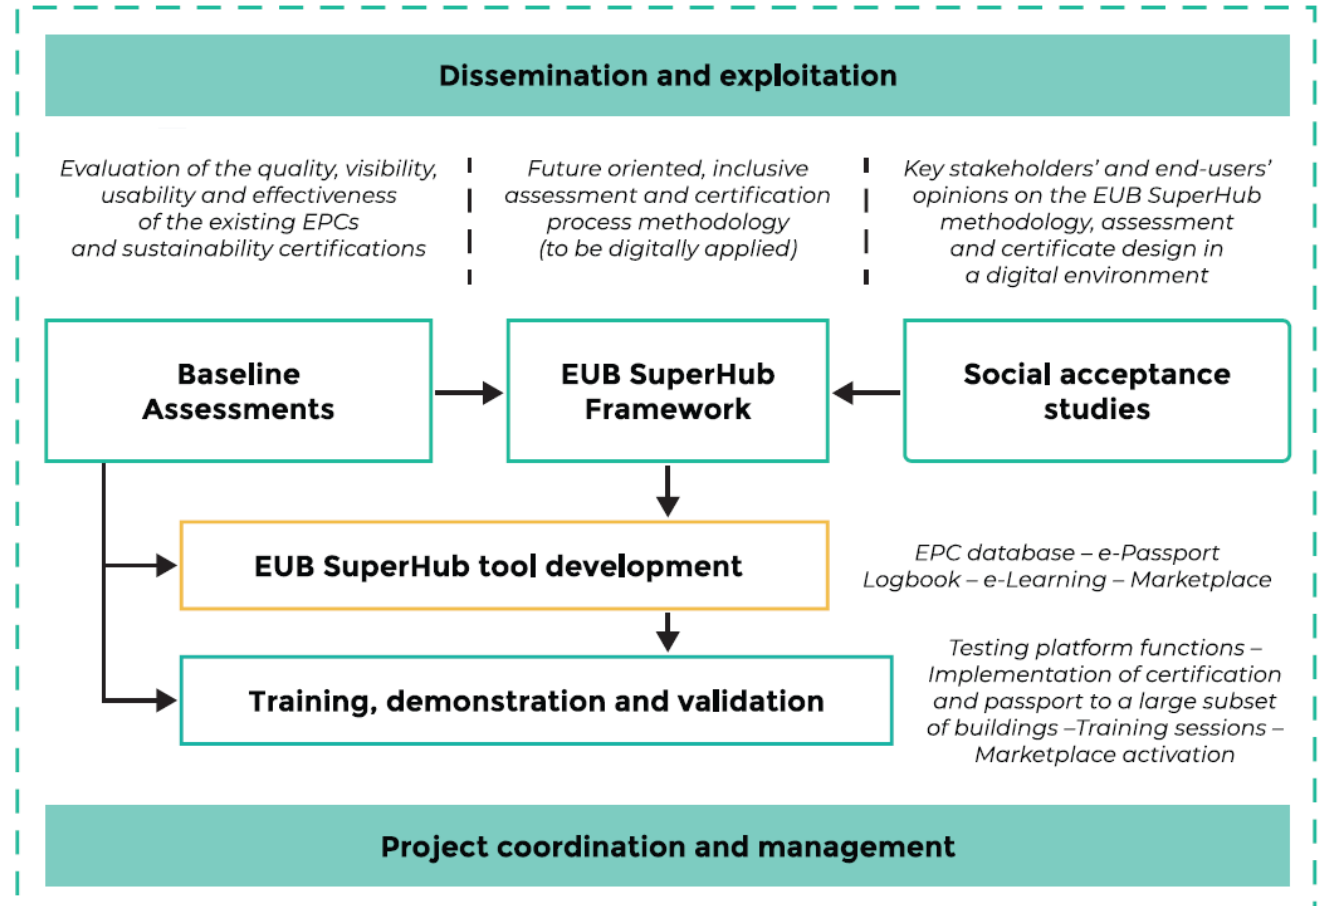 Dissemination and exploitation
Evaluation of the quality, visibility,
usability and effectiveness
of the existing EPCs
and sustainability certifications
Future oriented, inclusive
assessment and certification
process methodology
(to be digitally applied)
Key stakeholders’ and end-users’
opinions on the EUB SuperHub
methodology, assessment
and certificate design in
a digital environment
Baseline
Assessments
EUB SuperHub
Framework
Social acceptance
studies
EUB SuperHub tool development
EPC database – e-Passport
Logbook – e-Learning – Marketplace
Training, demonstration and validation
Testing platform functions –
Implementation of certification
and passport to a large subset
of buildings –Training sessions –
Marketplace activation
Project coordination and management